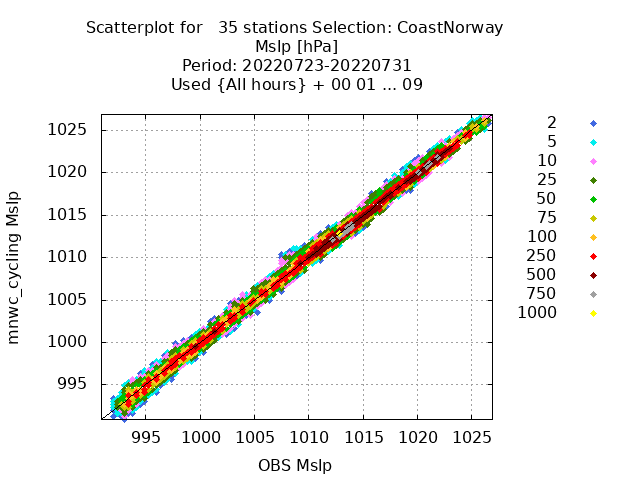 Scatterplot for   35 stations Selection: CoastNorway
Mslp [hPa]
Period: 20220723-20220731
Used {All hours} + 00 01 ... 09
mnwc_cycling Mslp
1025
1020
1015
1010
1005
1000
995
995 1000 1005 1010 1015 1020 1025
OBS Mslp
2
5
10
25
50
75
100
250
500
750
1000